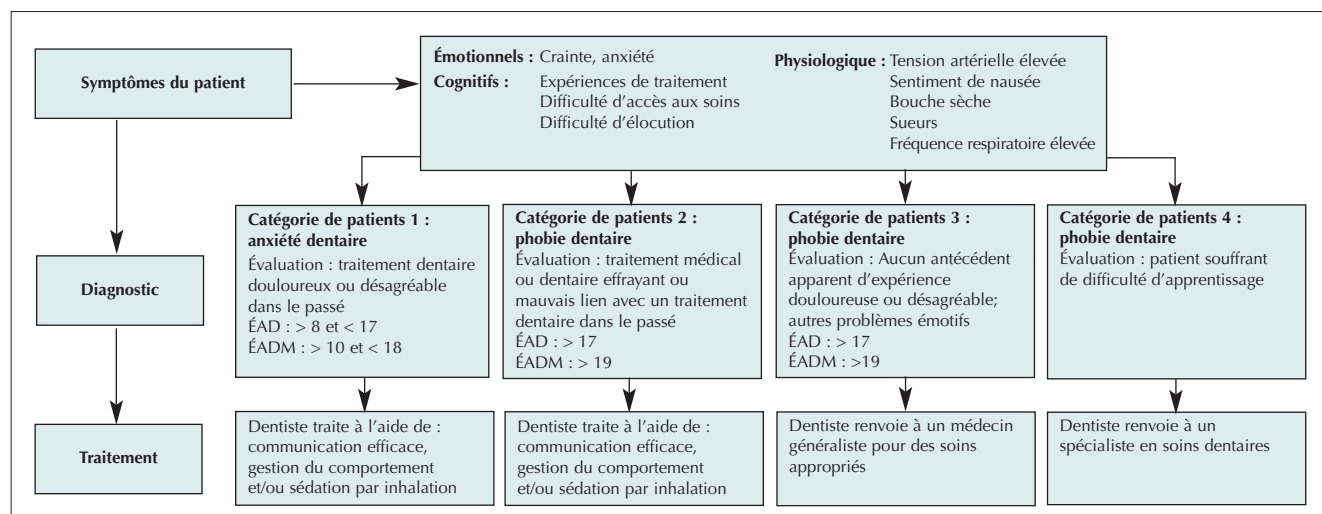 Symptômes du patient
Émotionnels : Crainte, anxiété
Cognitifs : Expériences de traitement
Difficulté d'accès aux soins
Difficulté d'élocution
Physiologique : Tension artérielle élevée
Sentiment de nausée
Bouche sèche
Sueurs
Fréquence respiratoire élevée
Diagnostic
Catégorie de patients 1 :
anxiété dentaire
Évaluation : traitement dentaire
douloureux ou désagréable
dans le passé
ÉAD : > 8 et < 17
ÉADM : > 10 et < 18
Catégorie de patients 2 :
phobie dentaire
Évaluation : traitement médical
ou dentaire effrayant ou
mauvais lien avec un traitement
dentaire dans le passé
ÉAD : > 17
ÉADM : > 19
Catégorie de patients 3 :
phobie dentaire
Évaluation : Aucun antécédent
apparent d'expérience
douloureuse ou désagréable;
autres problèmes émotifs
ÉAD : > 17
ÉADM : >19
Catégorie de patients 4 :
phobie dentaire
Évaluation : patient souffrant
de difficulté d'apprentissage
Traitement
Dentiste traite à l'aide de :
communication efficace,
gestion du comportement
et/ou sédation par inhalation
Dentiste traite à l'aide de :
communication efficace,
gestion du comportement
et/ou sédation par inhalation
Dentiste renvoie à un médecin
généraliste pour des soins
appropriés
Dentiste renvoie à un
spécialiste en soins dentaires